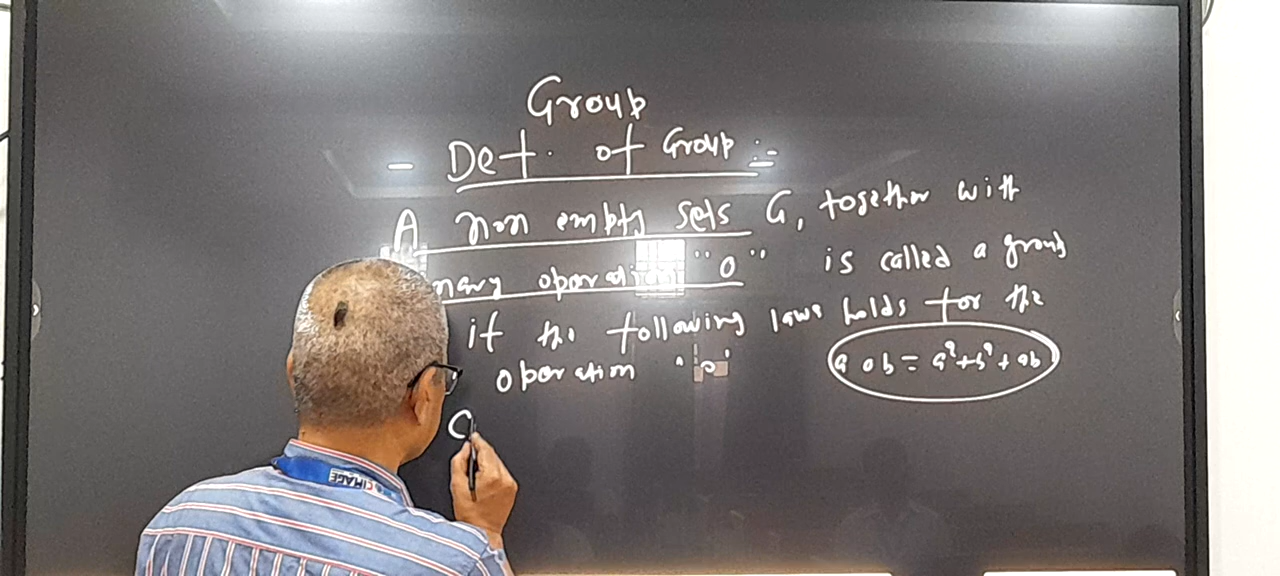 Group
- Def. of Group :-
A non empty sets G, together with
nary operation "o" is called a group
if the following laws holds for the
operation 'o'
a o b = a² + b² + ab
C
CIMAGE